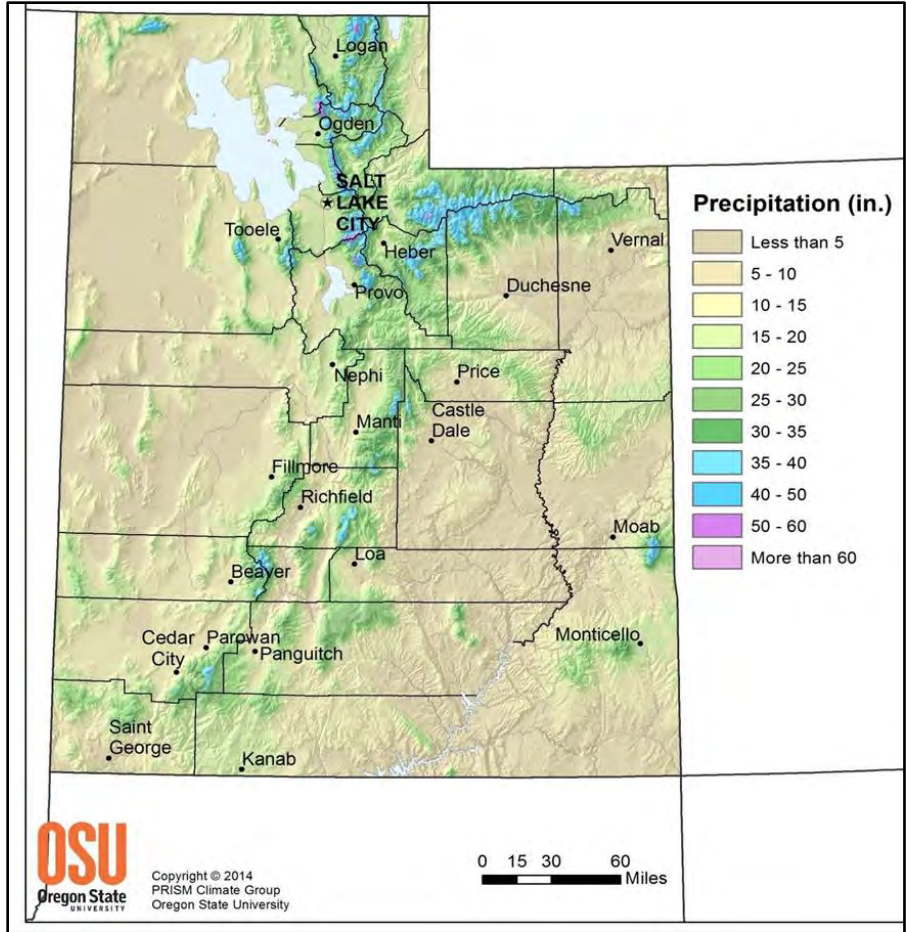 Logan
Ogden
SALT
LAKE
CITY
Tooele
Heber
Vernal
Provo
Duchesne
Nephi
Price
Manti
Castle
Dale
Fillmore
Richfield
Moab
Beaver
Loa
Cedar
City
Parowan
Panguitch
Monticello
Saint
George
Kanab
Precipitation (in.)
Less than 5
5 - 10
10 - 15
15 - 20
20 - 25
25 - 30
30 - 35
35 - 40
40 - 50
50 - 60
More than 60
OSU
Oregon State
UNIVERSITY
Copyright © 2014
PRISM Climate Group
Oregon State University
0 15 30 60
Miles